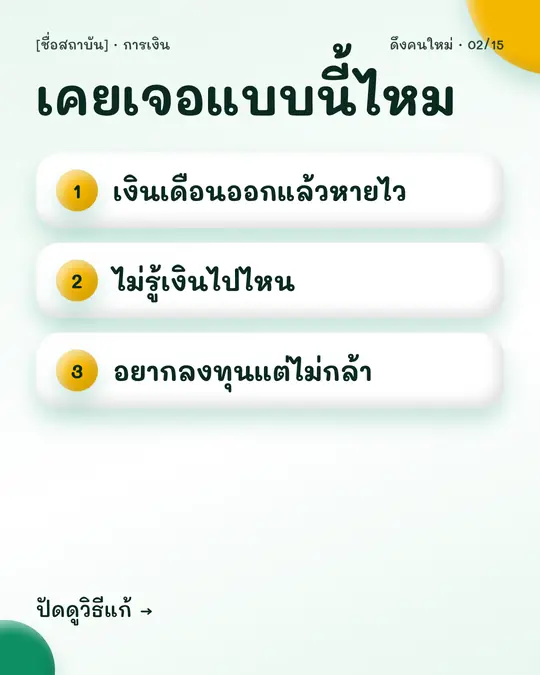 [ชื่อสถาบัน] · การเงิน
ดึงคนใหม่ · 02/15
เคยเจอแบบนี้ไหม
1 เงินเดือนออกแล้วหายไว
2 ไม่รู้เงินไปไหน
3 อยากลงทุนแต่ไม่กล้า
ปัดดูวิธีแก้ →